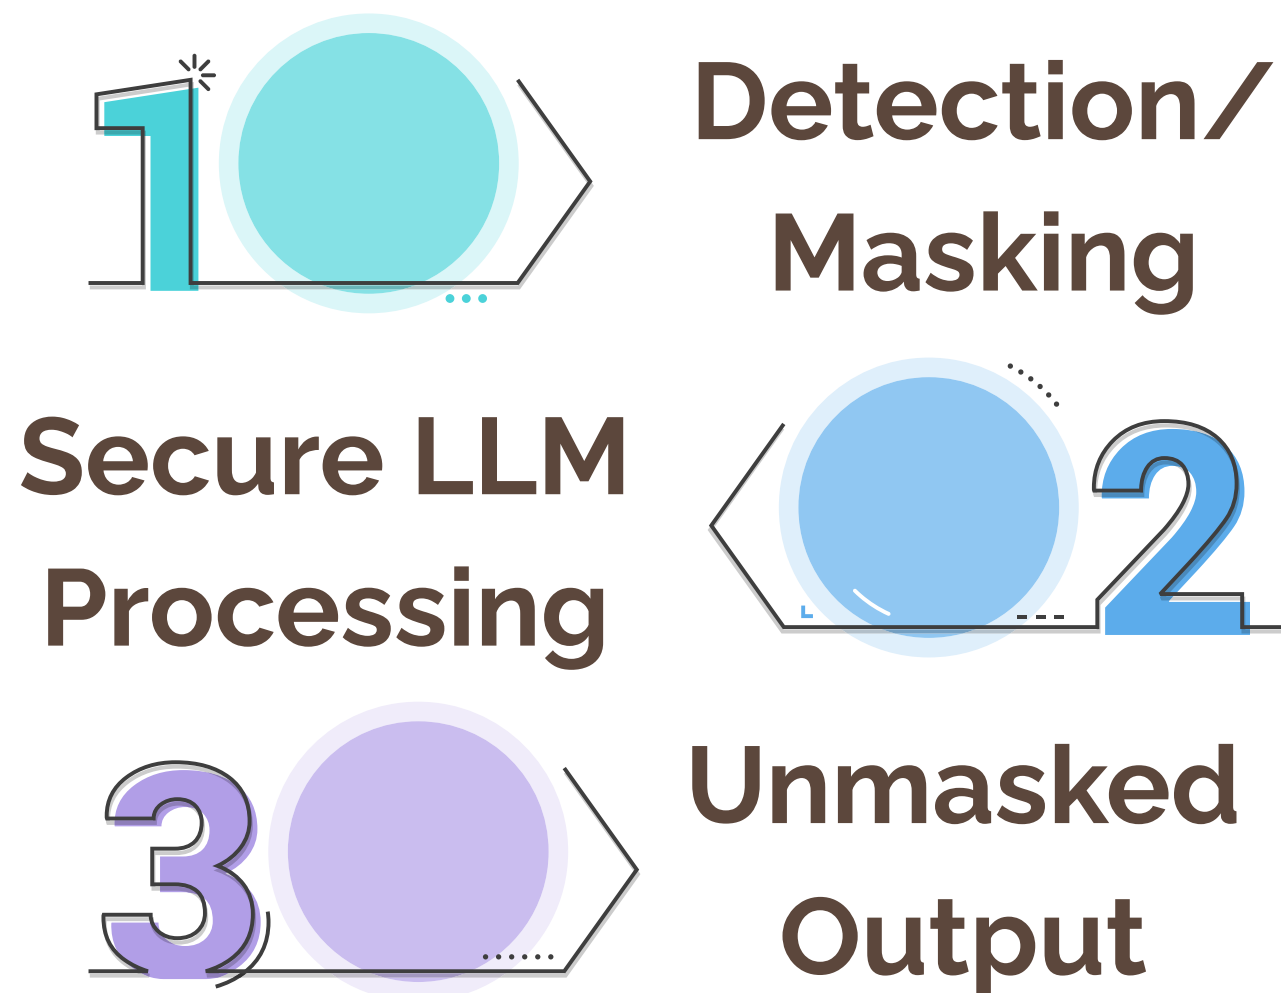 1
Detection/
Masking
Secure LLM
Processing
2
3
Unmasked
Output